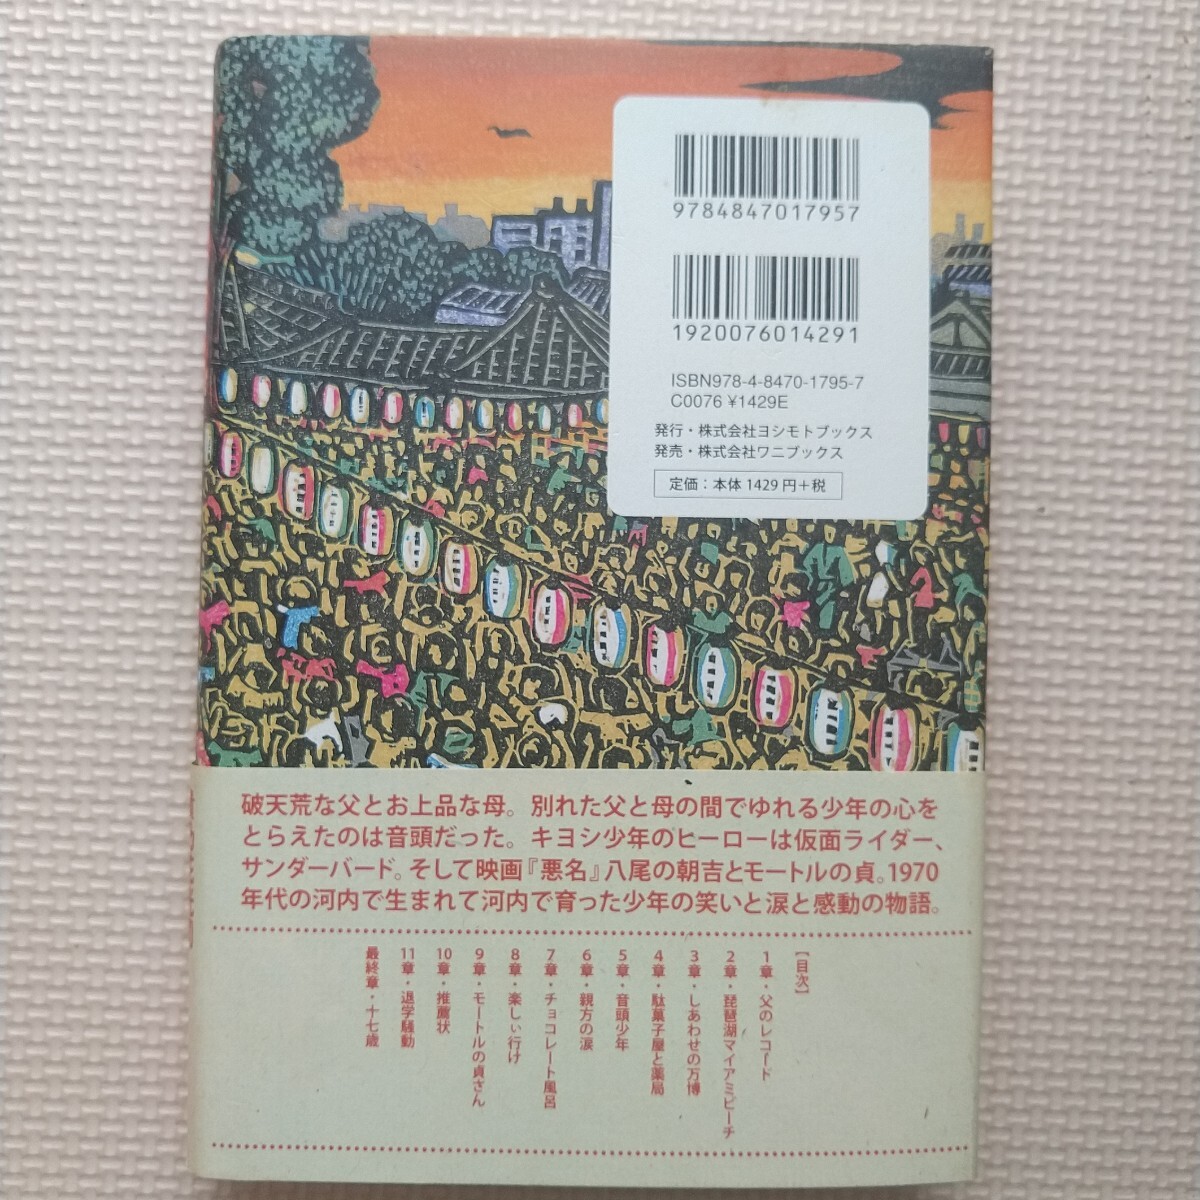 9784847017957
1920076014291
ISBN978-4-8470-1795-7
C0076 ¥1429E
発行・株式会社ヨシモトブックス
発売・株式会社ワニブックス
定価：本体 1429 円＋税
破天荒な父とお上品な母。別れた父と母の間でゆれる少年の心を
とらえたのは音頭だった。キヨシ少年のヒーローは仮面ライダー、
サンダーバード。そして映画『悪名』八尾の朝吉とモートルの貞。1970
年代の河内で生まれて河内で育った少年の笑いと涙と感動の物語。
【目次】
1章・父のレコード
2章・琵琶湖マイアミビーチ
3章・しあわせの万博
4章・駄菓子屋と薬局
5章・音頭少年
6章・親方の涙
7章・チョコレート風呂
8章・楽しい行け
9章・モートルの貞さん
10章・推薦状
11章・退学騒動
最終章・十七歳